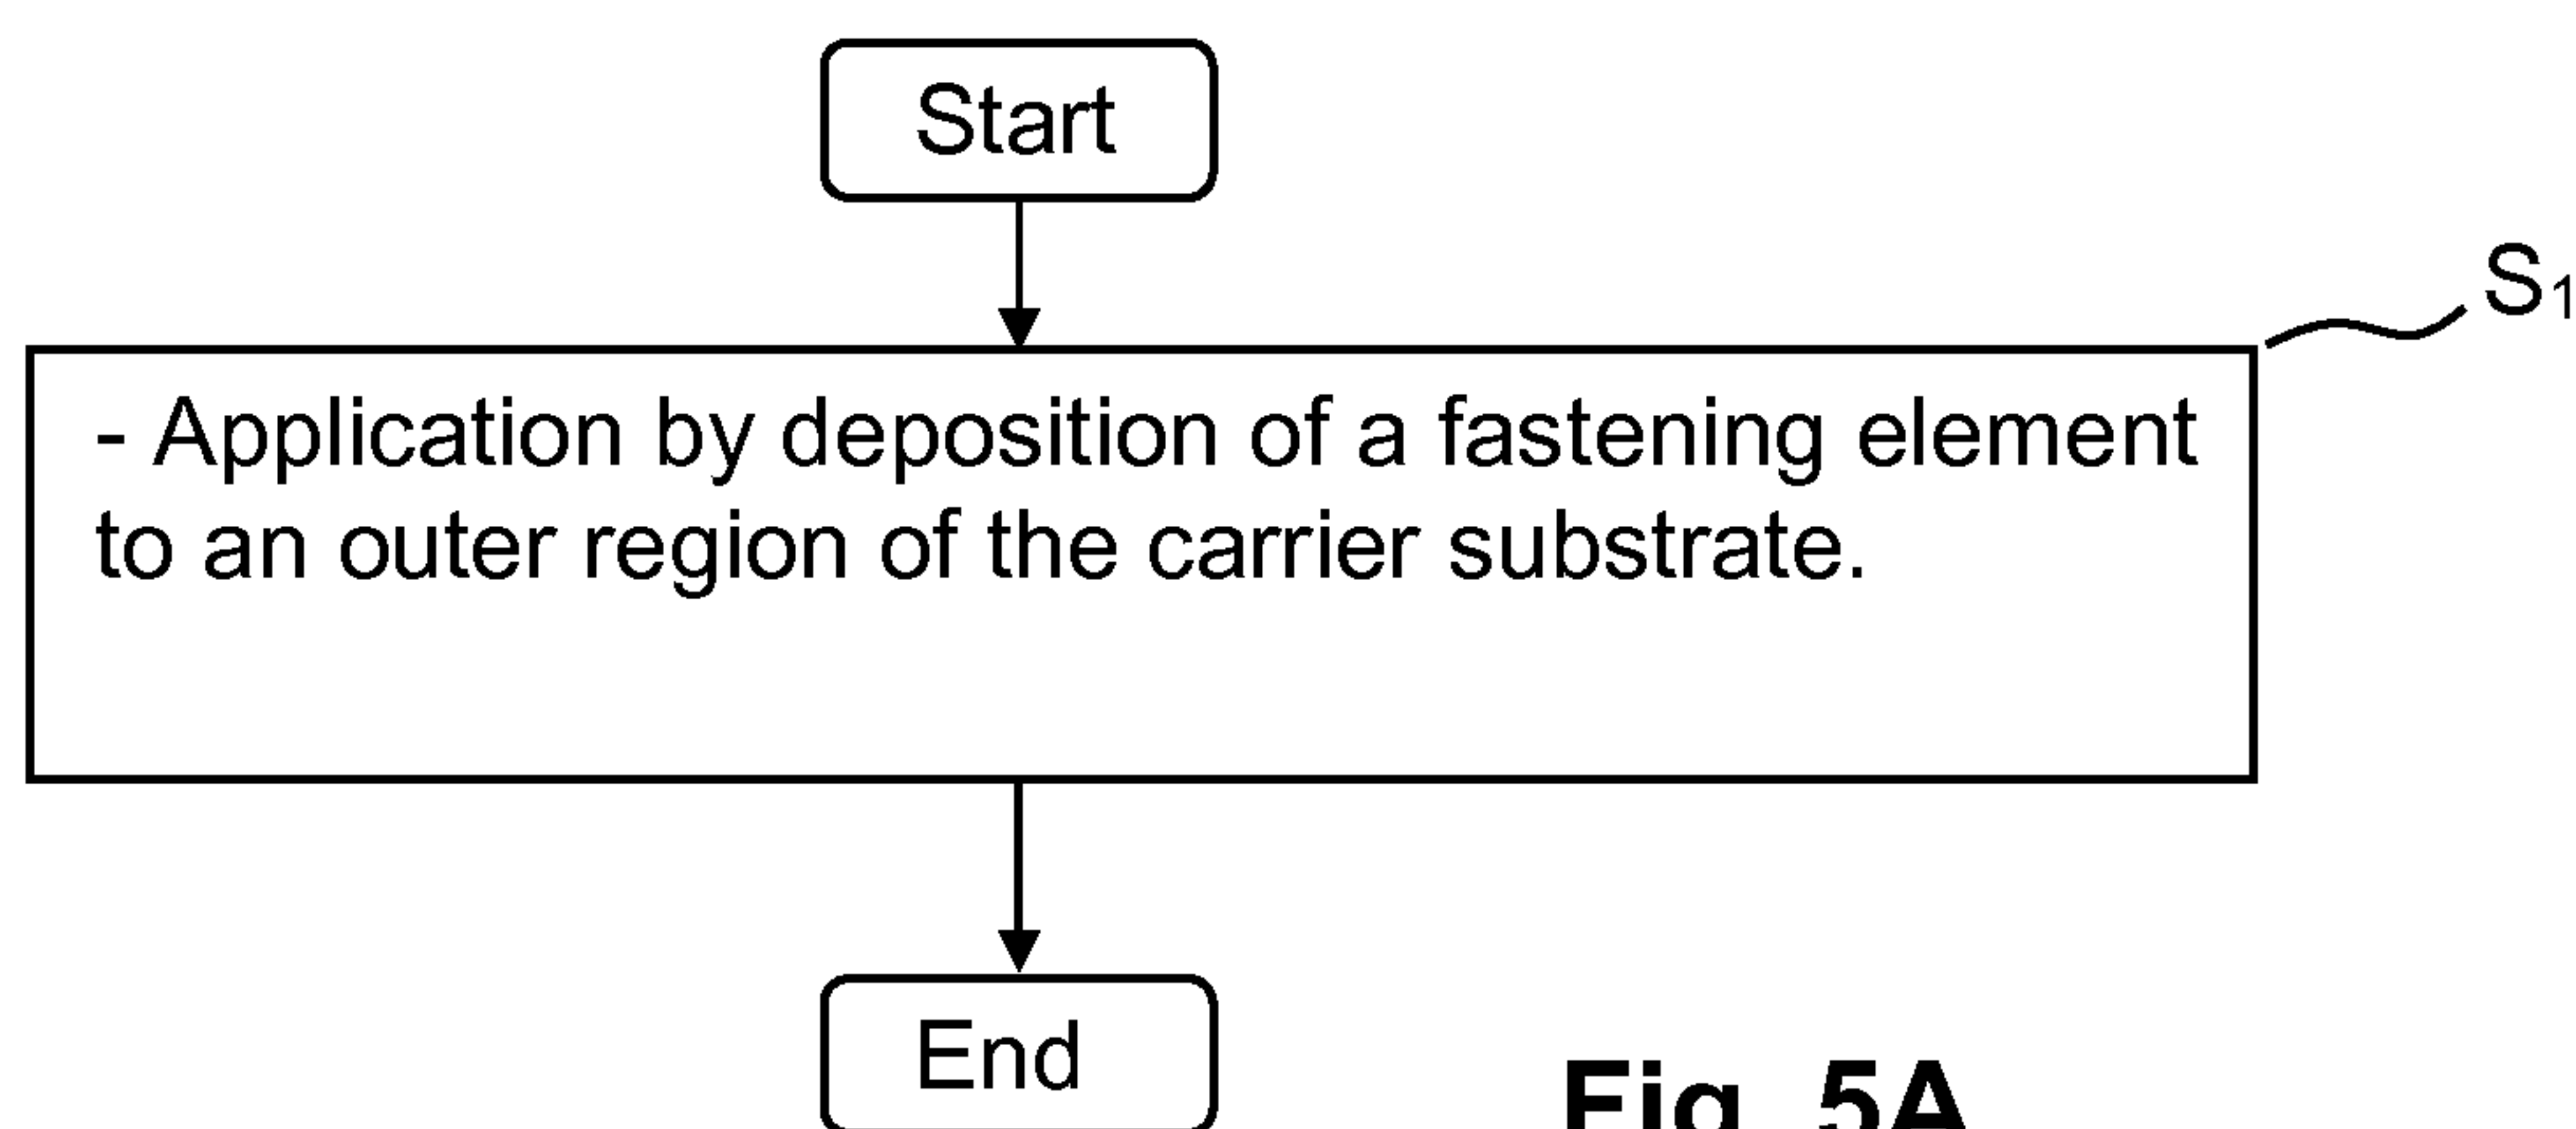 Start
S1
- Application by deposition of a fastening element
to an outer region of the carrier substrate.
End
Fig. 5A